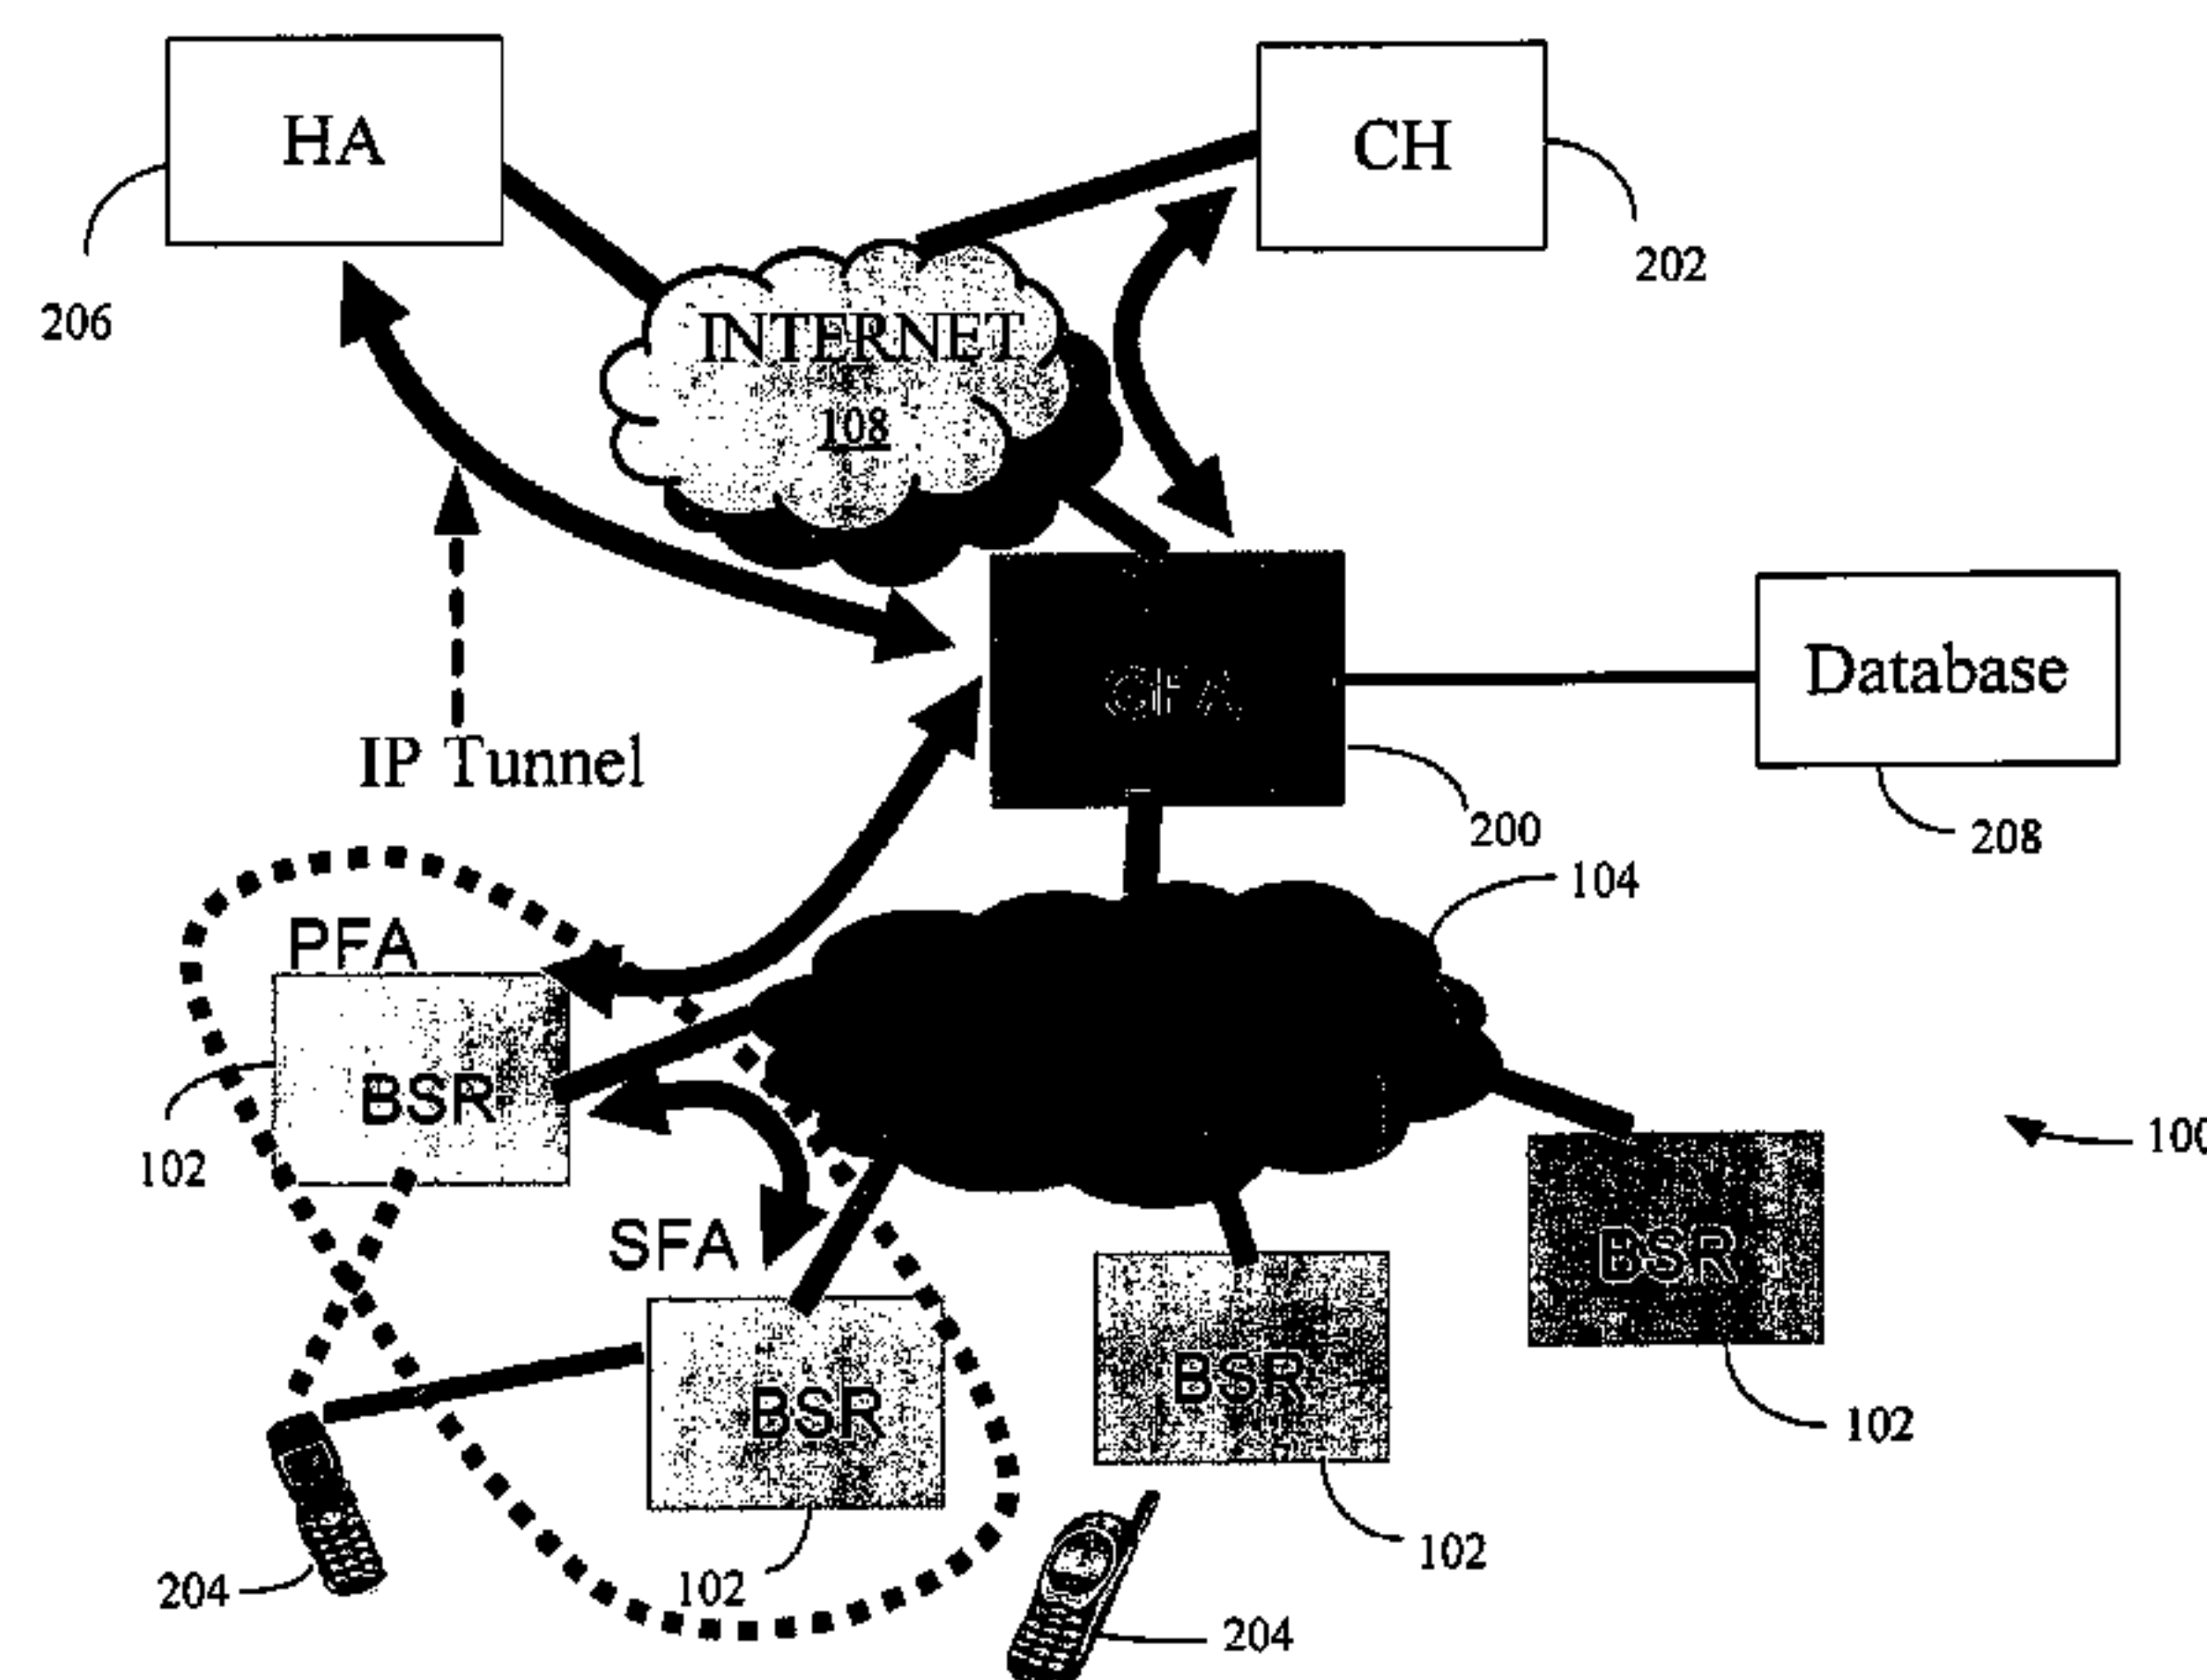 HA
CH
206
202
INTERNET
108
GFA
Database
IP Tunnel
200
208
104
PFA
BSR
102
100
SFA
BSR
BSR
BSR
102
102
102
204
204